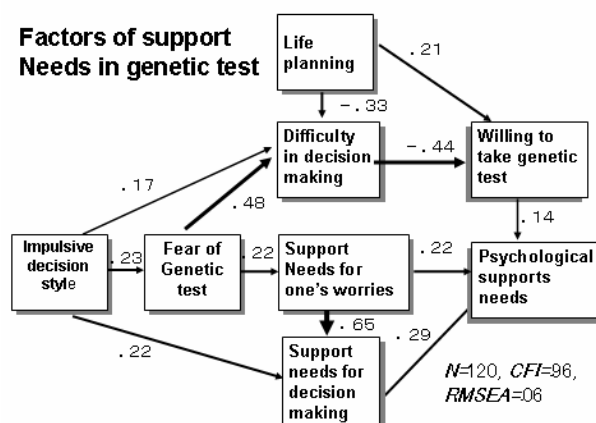 Factors of support
Needs in genetic test
Life
planning
.21
-.33
Difficulty
in decision
making
-.44
Willing to
take genetic
test
.17
.48
.14
Impulsive
decision
style
.23
Fear of
Genetic
test
.22
Support
Needs for
one's worries
.22
Psychological
supports
needs
.65
.22
.29
Support
needs for
decision
making
N=120, CFI=.96,
RMSEA=.06